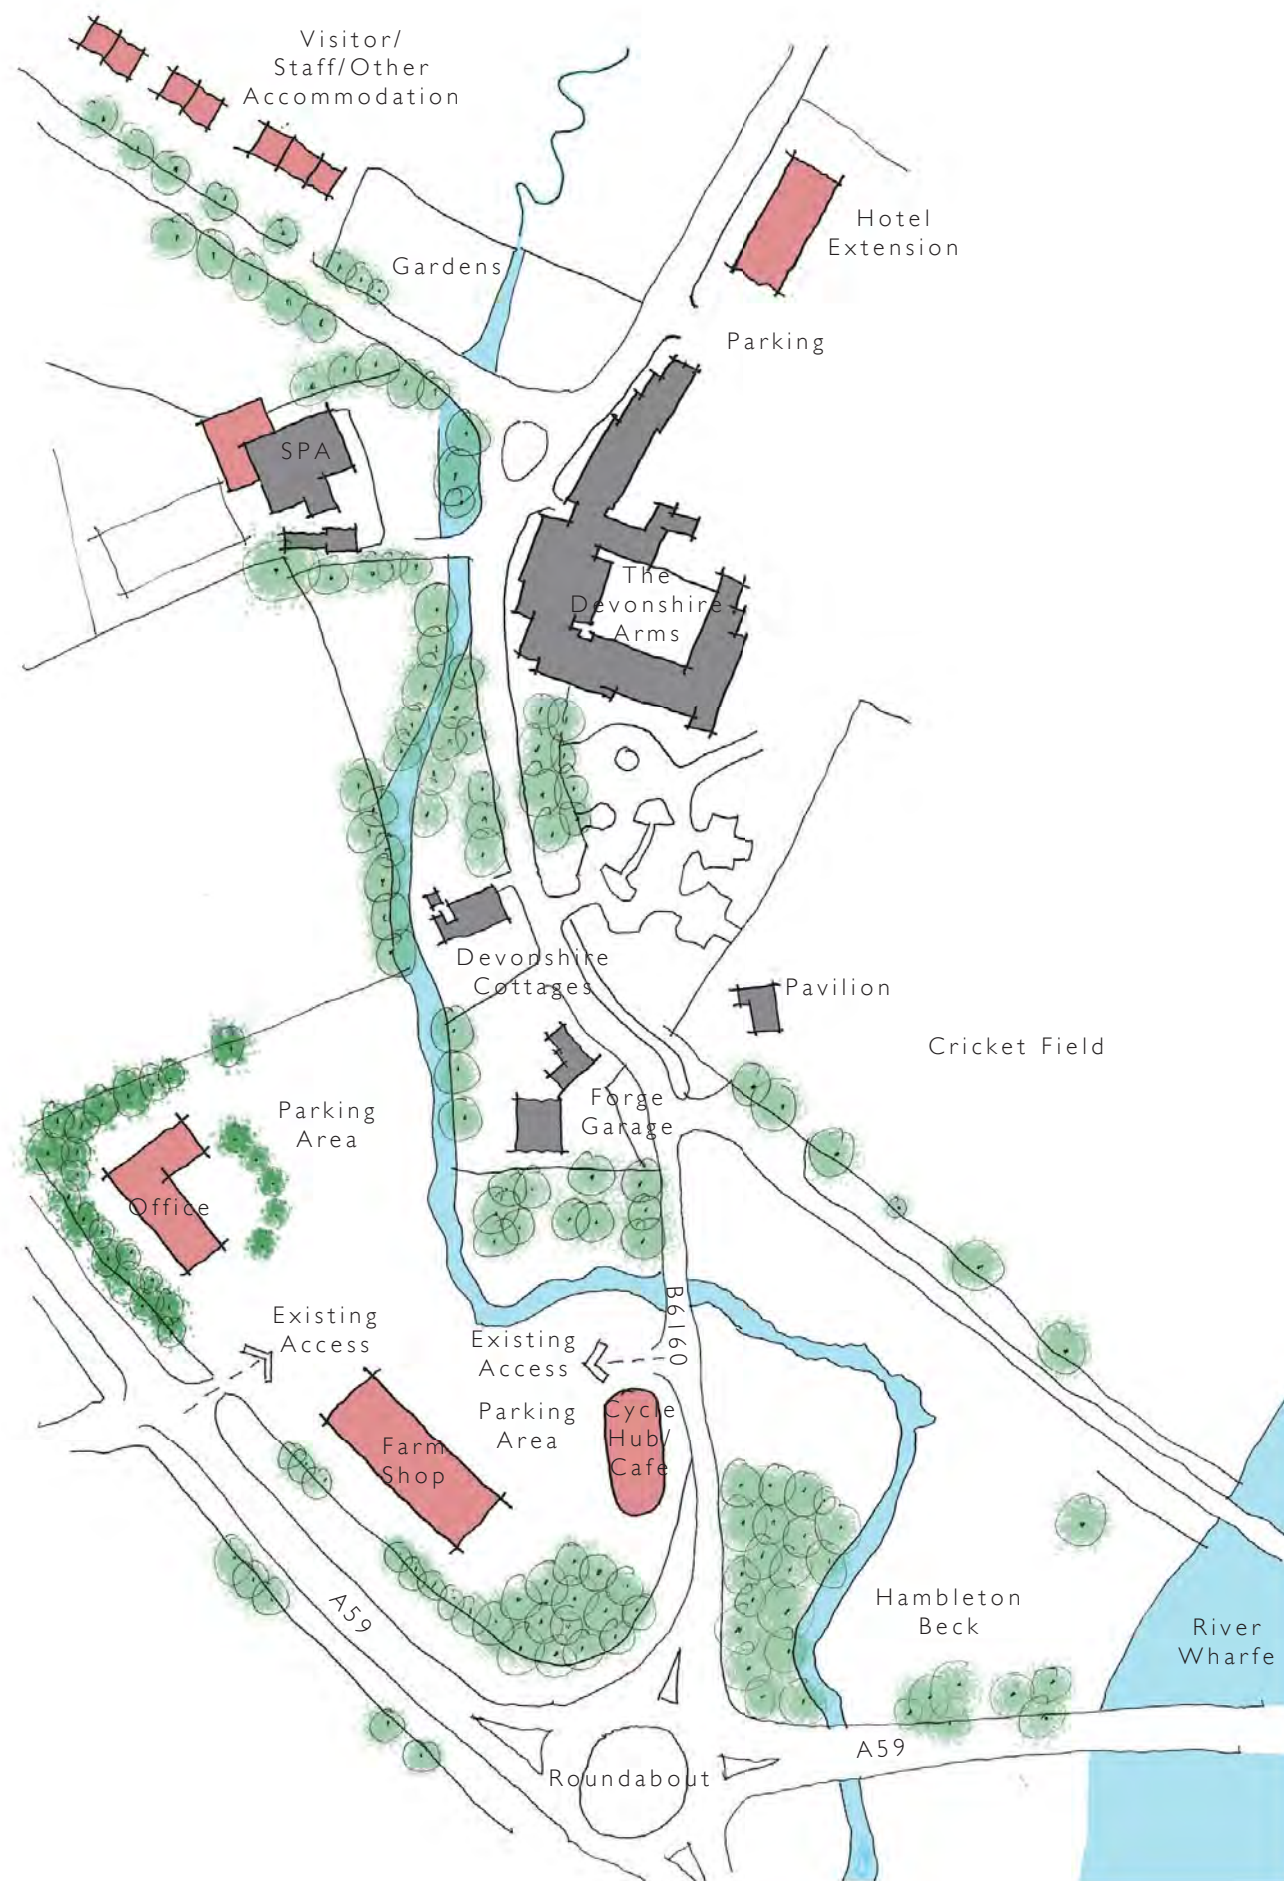 Visitor/
Staff/Other
Accommodation
Hotel
Extension
Gardens
Parking
SPA
The
Devonshire
Arms
Devonshire
Cottages
Pavilion
Cricket Field
Forge
Garage
Parking
Area
Office
Existing
Access
B6160
Existing
Access
Parking
Area
Cycle
Hub/
Cafe
Farm
Shop
A59
Hambleton
Beck
River
Wharfe
A59
Roundabout